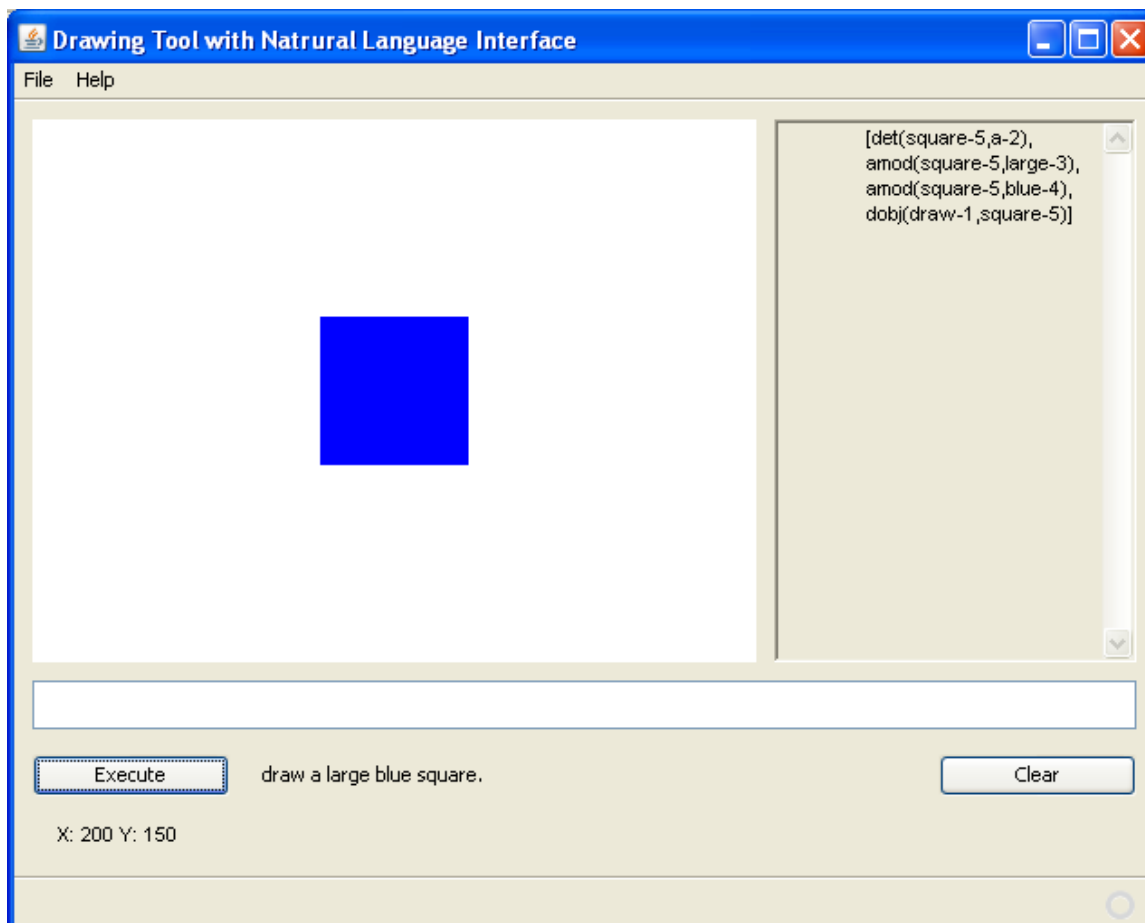 Drawing Tool with Natrural Language Interface
File Help
[det(square-5,a-2),
amod(square-5,large-3),
amod(square-5,blue-4),
dobj(draw-1,square-5)]
Execute draw a large blue square. Clear
X: 200 Y: 150